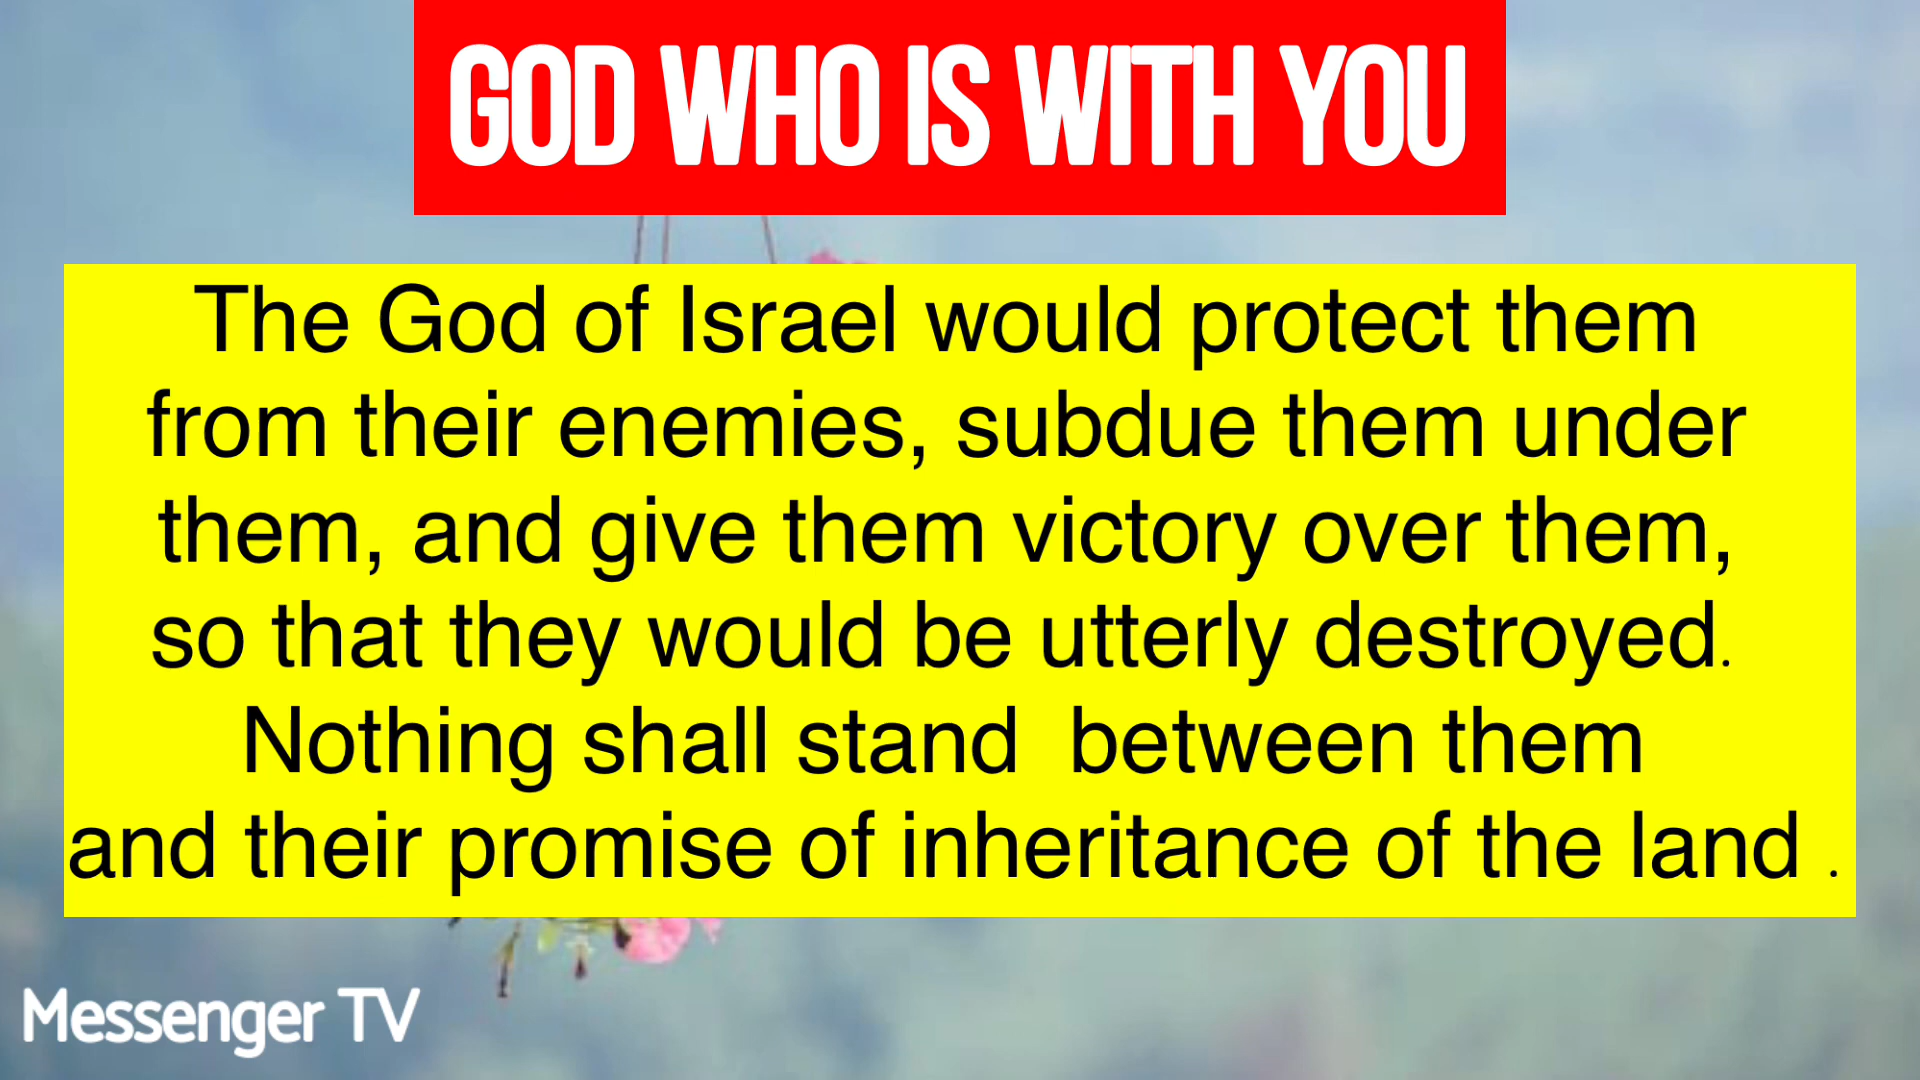 GOD WHO IS WITH YOU
The God of Israel would protect them
from their enemies, subdue them under
them, and give them victory over them,
so that they would be utterly destroyed.
Nothing shall stand  between them
and their promise of inheritance of the land .
Messenger TV